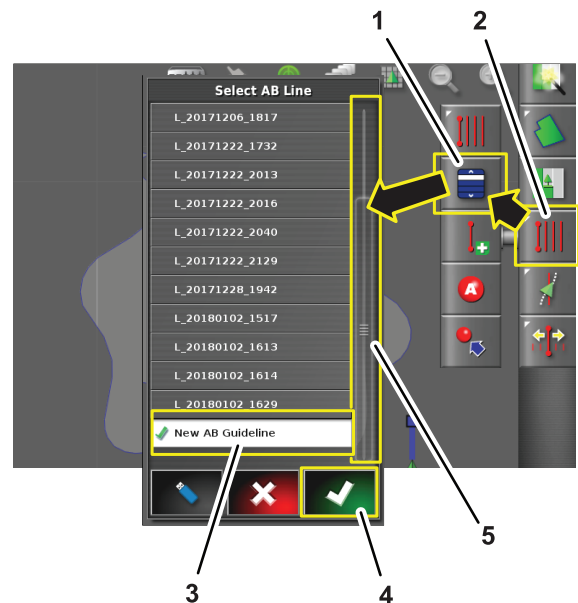 1
2
Select AB Line
L_20171206_1817
L_20171222_1732
L_20171222_2013
L_20171222_2016
L_20171222_2040
L_20171222_2129
L_20171228_1942
L_20180102_1517
L_20180102_1613
L_20180102_1614
L_20180102_1629
New AB Guideline
A
5
3
4